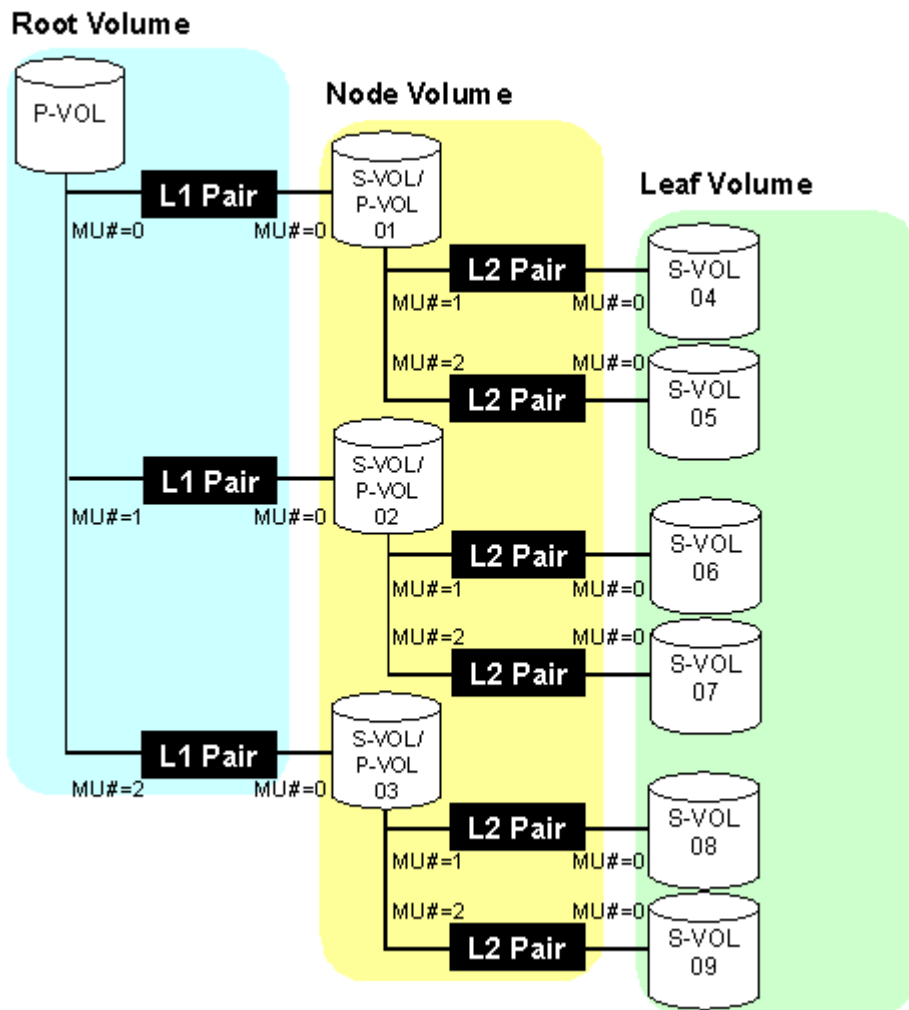 Root Volume
P-VOL
Node Volume
L1 Pair
MU#=0
MU#=0
S-VOL/
P-VOL
01
Leaf Volume
L2 Pair
MU#=1
MU#=0
S-VOL
04
MU#=2
MU#=0
L2 Pair
S-VOL
05
L1 Pair
MU#=1
MU#=0
S-VOL/
P-VOL
02
L2 Pair
MU#=1
MU#=0
S-VOL
06
MU#=2
MU#=0
L2 Pair
S-VOL
07
L1 Pair
MU#=2
MU#=0
S-VOL/
P-VOL
03
L2 Pair
MU#=1
MU#=0
S-VOL
08
MU#=2
MU#=0
L2 Pair
S-VOL
09